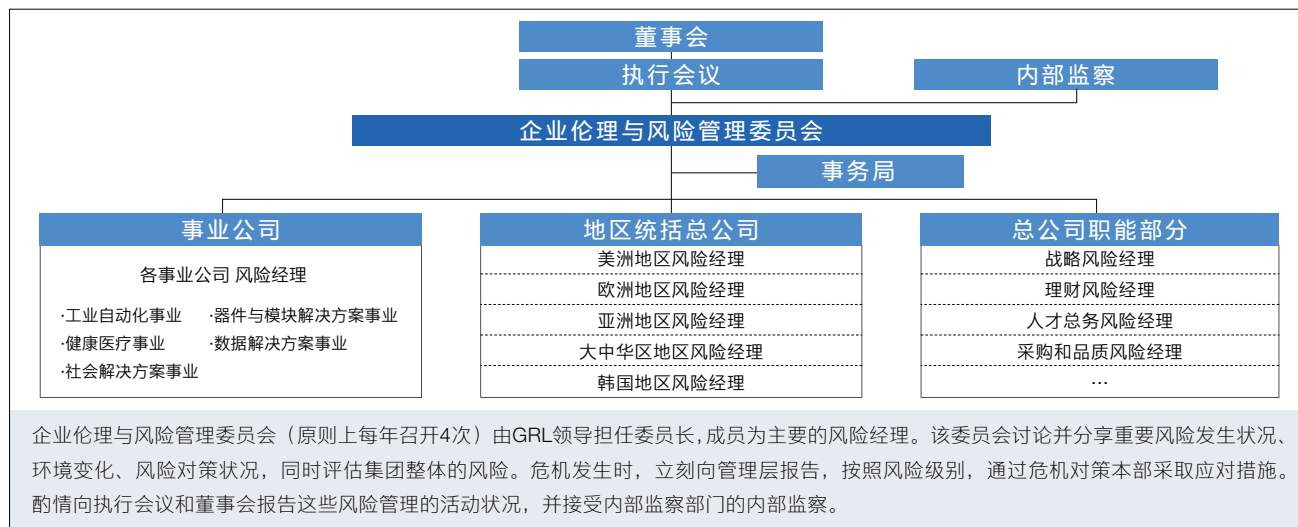 董事会
执行会议
内部监察
企业伦理与风险管理委员会
事务局
事业公司
各事业公司 风险经理
·工业自动化事业 ·器件与模块解决方案事业
·健康医疗事业 ·数据解决方案事业
·社会解决方案事业
地区统括总公司
美洲地区风险经理
欧洲地区风险经理
亚洲地区风险经理
大中华区地区风险经理
韩国地区风险经理
总公司职能部分
战略风险经理
理财风险经理
人才总务风险经理
采购和品质风险经理
…
企业伦理与风险管理委员会（原则上每年召开4次）由GRL领导担任委员长，成员为主要的风险经理。该委员会讨论并分享重要风险发生状况、
环境变化、风险对策状况，同时评估集团整体的风险。危机发生时，立刻向管理层报告，按照风险级别，通过危机对策本部采取应对措施。
酌情向执行会议和董事会报告这些风险管理的活动状况，并接受内部监察部门的内部监察。